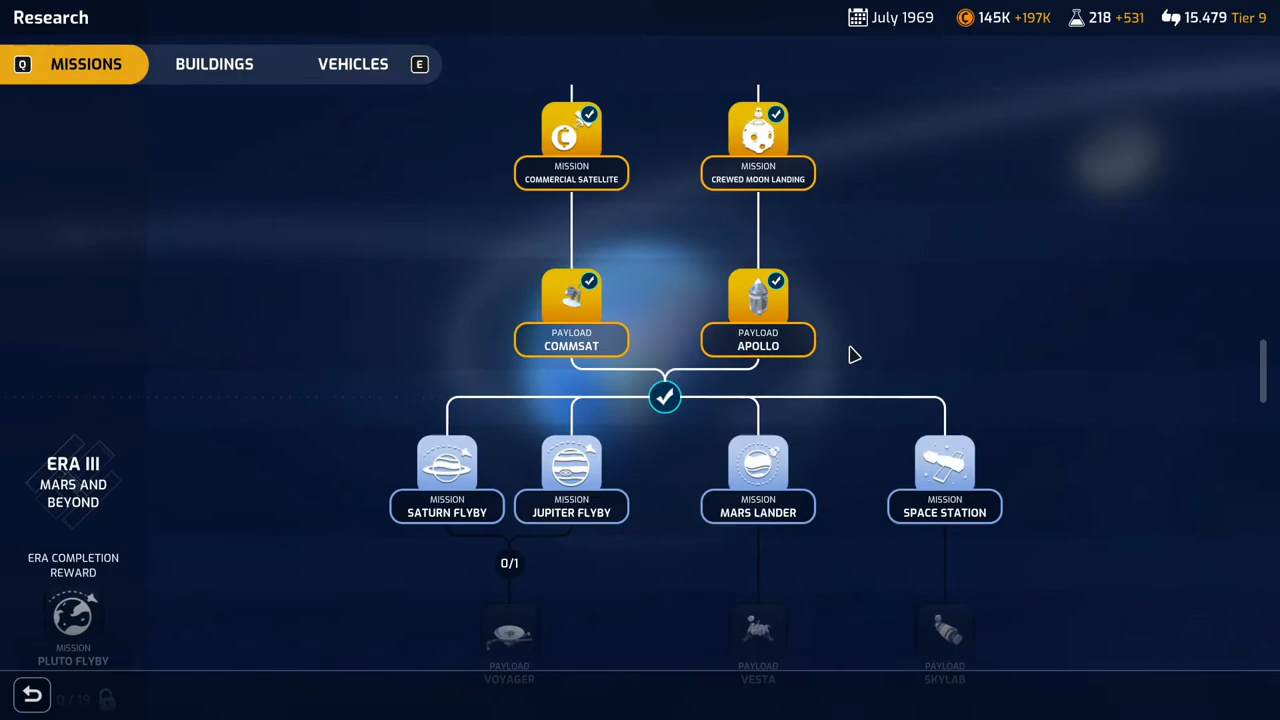 Research
July 1969
C 145K +197K
218 +531
15.479 Tier 9
Q MISSIONS
BUILDINGS
VEHICLES E
C
MISSION
COMMERCIAL SATELLITE
MISSION
CREWED MOON LANDING
PAYLOAD
COMMSAT
PAYLOAD
APOLLO
ERA III
MARS AND
BEYOND
MISSION
SATURN FLYBY
MISSION
JUPITER FLYBY
MISSION
MARS LANDER
MISSION
SPACE STATION
0/1
ERA COMPLETION
REWARD
MISSION
PLUTO FLYBY
0/19
PAYLOAD
VOYAGER
PAYLOAD
VESTA
PAYLOAD
SKYLAB